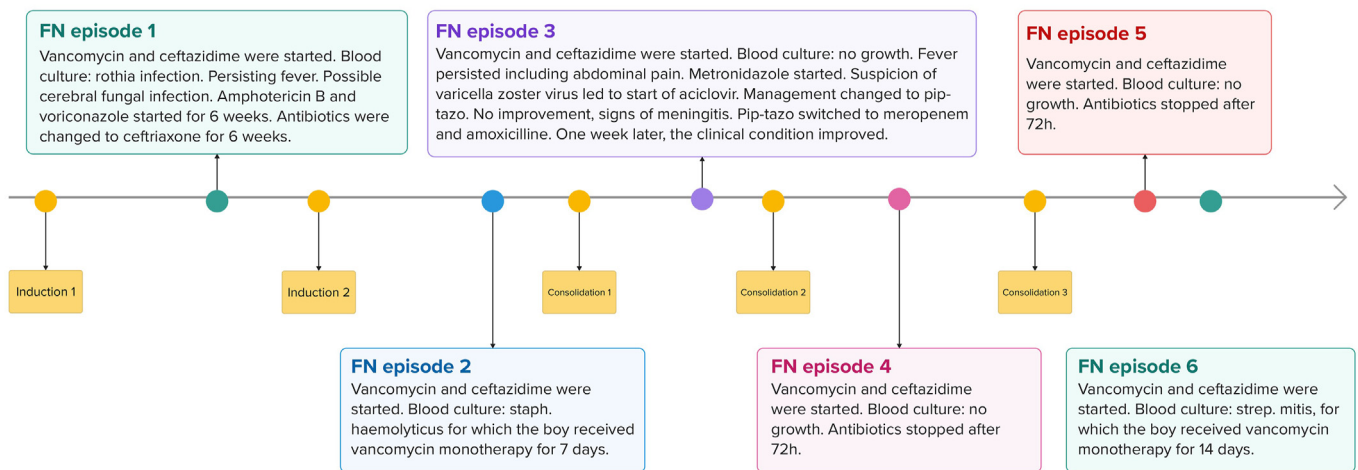 FN episode 1
Vancomycin and ceftazidime were started. Blood
culture: rothia infection. Persisting fever. Possible
cerebral fungal infection. Amphotericin B and
voriconazole started for 6 weeks. Antibiotics were
changed to ceftriaxone for 6 weeks.
FN episode 3
Vancomycin and ceftazidime were started. Blood culture: no growth. Fever
persisted including abdominal pain. Metronidazole started. Suspicion of
varicella zoster virus led to start of aciclovir. Management changed to pip-
tazo. No improvement, signs of meningitis. Pip-tazo switched to meropenem
and amoxicilline. One week later, the clinical condition improved.
FN episode 5
Vancomycin and ceftazidime
were started. Blood culture: no
growth. Antibiotics stopped after
72h.
Induction 1
Induction 2
Consolidation 1
Consolidation 2
Consolidation 3
FN episode 2
Vancomycin and ceftazidime were
started. Blood culture: staph.
haemolyticus for which the boy received
vancomycin monotherapy for 7 days.
FN episode 4
Vancomycin and ceftazidime
were started. Blood culture: no
growth. Antibiotics stopped after
72h.
FN episode 6
Vancomycin and ceftazidime were
started. Blood culture: strep. mitis, for
which the boy received vancomycin
monotherapy for 14 days.